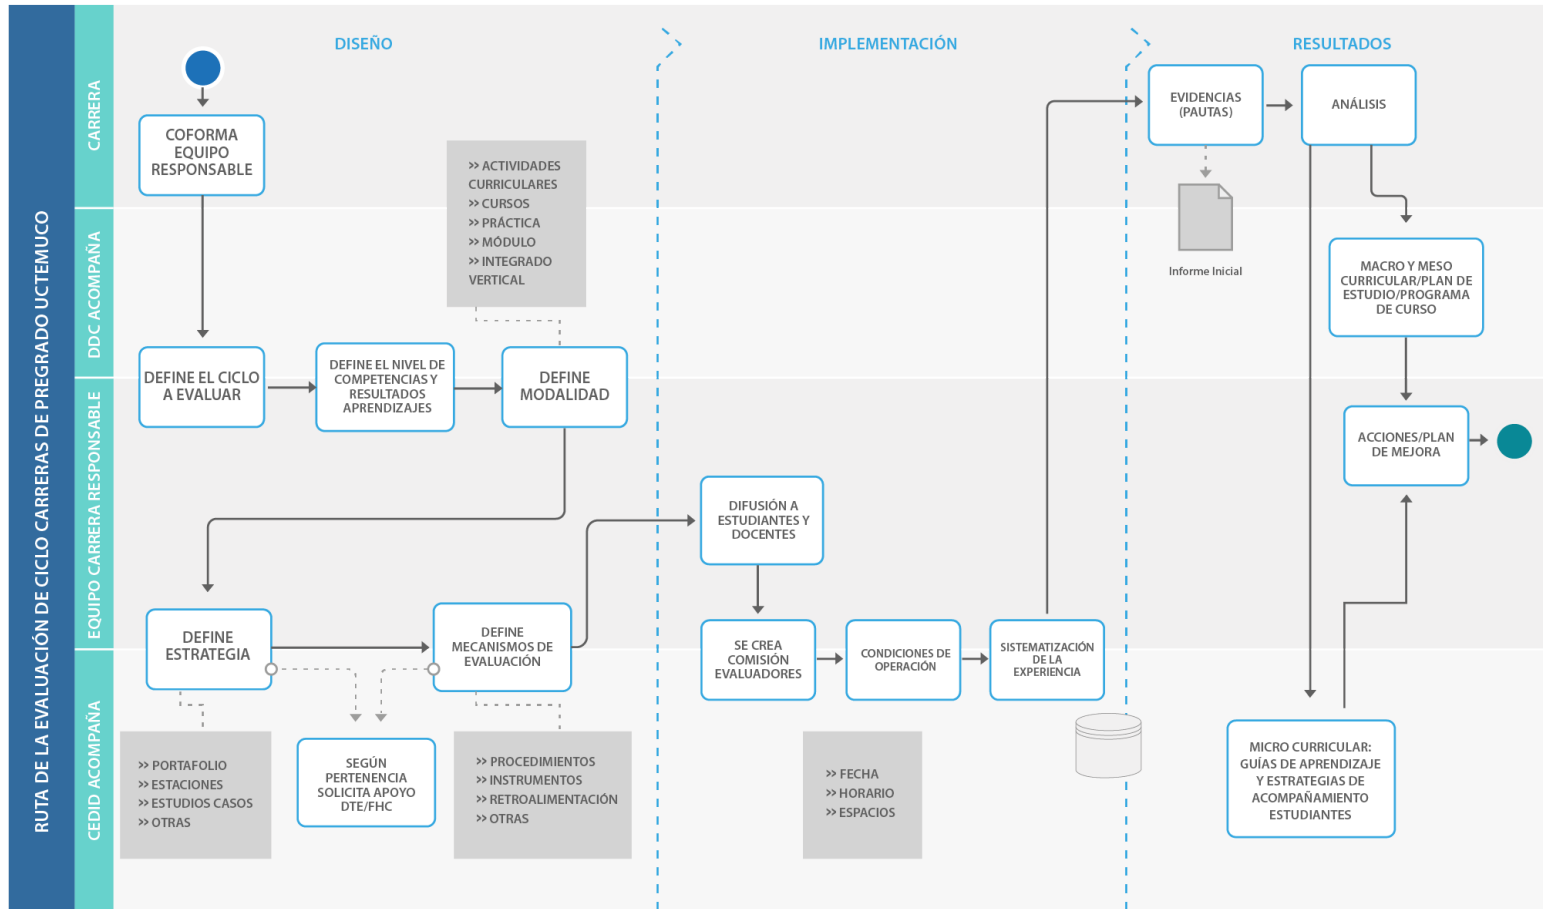 RUTA DE LA EVALUACIÓN DE CICLO CARRERAS DE PREGRADO UCTEMUCO
CARRERA
DDC ACOMPAÑA
EQUIPO CARRERA RESPONSABLE
CEDID ACOMPAÑA
DISEÑO
IMPLEMENTACIÓN
RESULTADOS
COFORMA
EQUIPO
RESPONSABLE
>> ACTIVIDADES
CURRICULARES
>> CURSOS
>> PRÁCTICA
>> MÓDULO
>> INTEGRADO
VERTICAL
DEFINE EL CICLO
A EVALUAR
DEFINE EL NIVEL DE
COMPETENCIAS Y
RESULTADOS
APRENDIZAJES
DEFINE
MODALIDAD
DEFINE
ESTRATEGIA
DEFINE
MECANISMOS DE
EVALUACIÓN
>> PORTAFOLIO
>> ESTACIONES
>> ESTUDIOS CASOS
>> OTRAS
SEGÚN
PERTENENCIA
SOLICITA APOYO
DTE/FHC
>> PROCEDIMIENTOS
>> INSTRUMENTOS
>> RETROALIMENTACIÓN
>> OTRAS
DIFUSIÓN A
ESTUDIANTES Y
DOCENTES
SE CREA
COMISIÓN
EVALUADORES
CONDICIONES DE
OPERACIÓN
SISTEMATIZACIÓN
DE LA
EXPERIENCIA
>> FECHA
>> HORARIO
>> ESPACIOS
EVIDENCIAS
(PAUTAS)
ANÁLISIS
Informe Inicial
MACRO Y MESO
CURRICULAR/PLAN DE
ESTUDIO/PROGRAMA
DE CURSO
ACCIONES/PLAN
DE MEJORA
MICRO CURRICULAR:
GUÍAS DE APRENDIZAJE
Y ESTRATEGIAS DE
ACOMPAÑAMIENTO
ESTUDIANTES